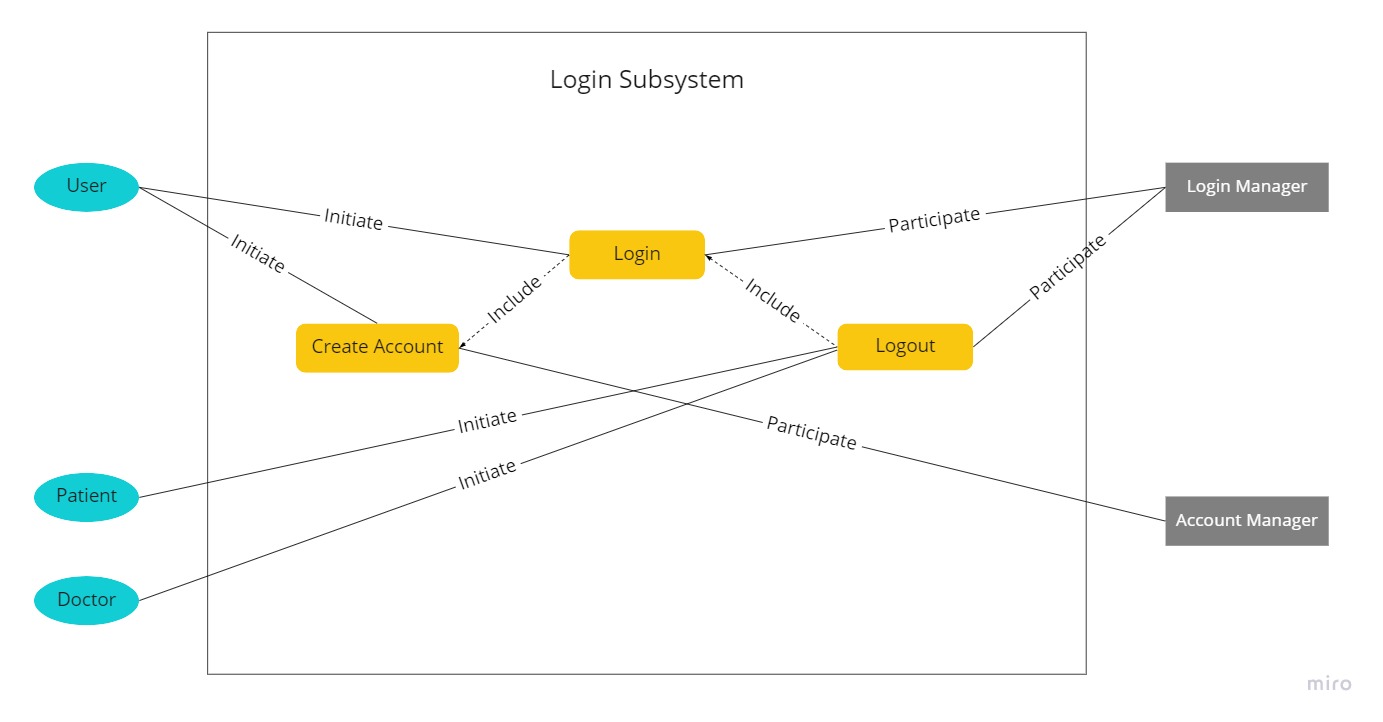 Login Subsystem
User
Login Manager
Initiate
Participate
Initiate
Login
Participate
Include
Include
Create Account
Logout
Initiate
Participate
Initiate
Patient
Account Manager
Doctor
miro